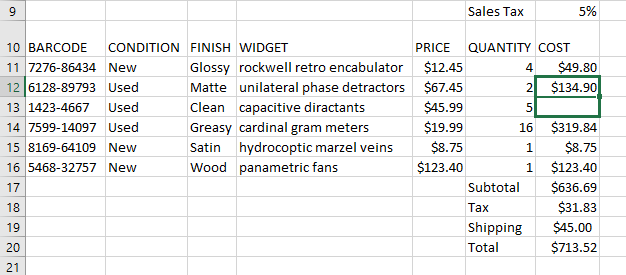 9 Sales Tax 5%
10 BARCODE CONDITION FINISH WIDGET PRICE QUANTITY COST
11 7276-86434 New Glossy rockwell retro encabulator $12.45 4 $49.80
12 6128-89793 Used Matte unilateral phase detractors $67.45 2 $134.90
13 1423-4667 Used Clean capacitive diractants $45.99 5
14 7599-14097 Used Greasy cardinal gram meters $19.99 16 $319.84
15 8169-64109 New Satin hydrocoptic marzel veins $8.75 1 $8.75
16 5468-32757 New Wood panametric fans $123.40 1 $123.40
17 Subtotal $636.69
18 Tax $31.83
19 Shipping $45.00
20 Total $713.52
21